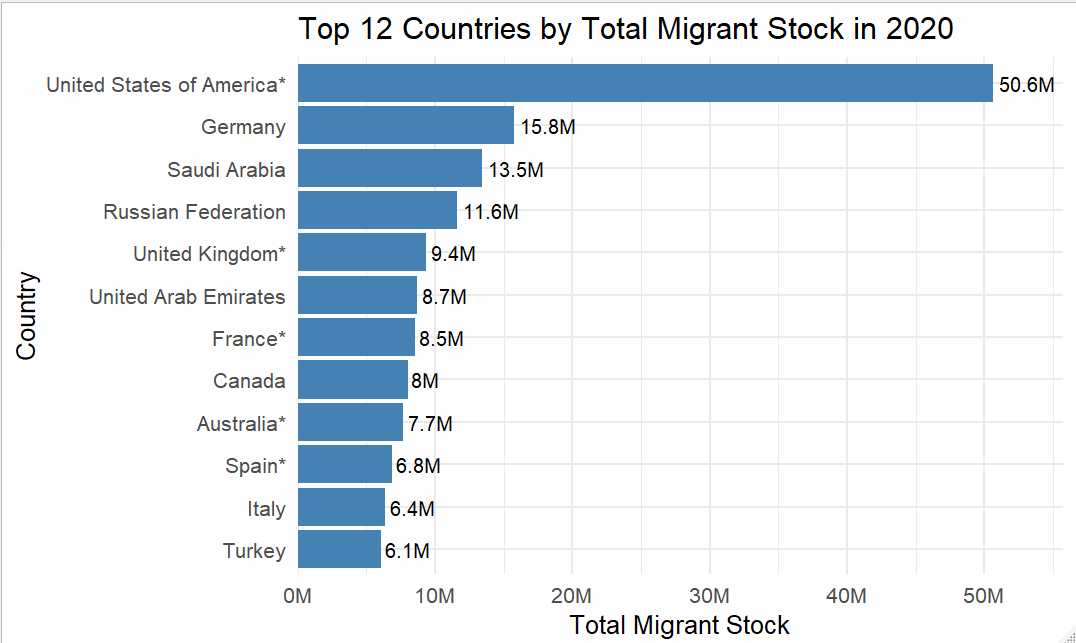 Top 12 Countries by Total Migrant Stock in 2020
Country
United States of America* 50.6M
Germany 15.8M
Saudi Arabia 13.5M
Russian Federation 11.6M
United Kingdom* 9.4M
United Arab Emirates 8.7M
France* 8.5M
Canada 8M
Australia* 7.7M
Spain* 6.8M
Italy 6.4M
Turkey 6.1M
0M 10M 20M 30M 40M 50M
Total Migrant Stock